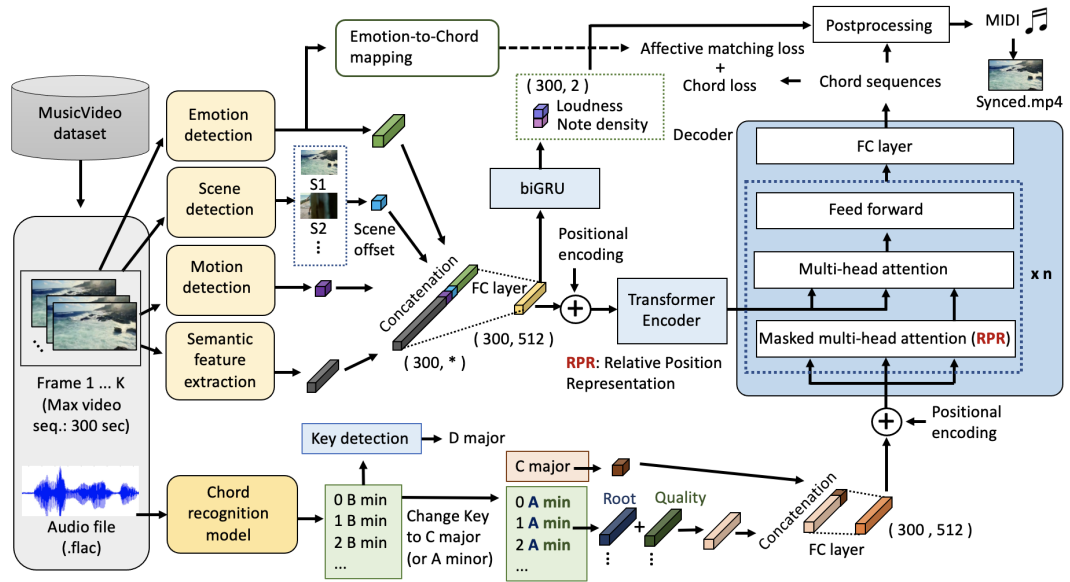 MusicVideo
dataset
Frame 1 ... K
(Max video
seq.: 300 sec)
Audio file
(.flac)
Emotion
detection
Scene
detection
Motion
detection
Semantic
feature
extraction
Chord
recognition
model
Emotion-to-Chord
mapping
S1
S2
⋮
Scene
offset
Concatenation
(300, *)
FC layer
(300, 512)
biGRU
(300, 2)
Loudness
Note density
Positional
encoding
+
Transformer
Encoder
RPR: Relative Position
Representation
Affective matching loss
+
Chord loss
Chord sequences
Postprocessing
MIDI
Synced.mp4
Decoder
FC layer
Feed forward
Multi-head attention
Masked multi-head attention (RPR)
x n
+
Positional
encoding
Key detection
D major
0 B min
1 B min
2 B min
...
Change Key
to C major
(or A minor)
C major
0 A min
1 A min
2 A min
...
Root
+
Quality
⋮
⋮
Concatenation
FC layer
(300, 512)